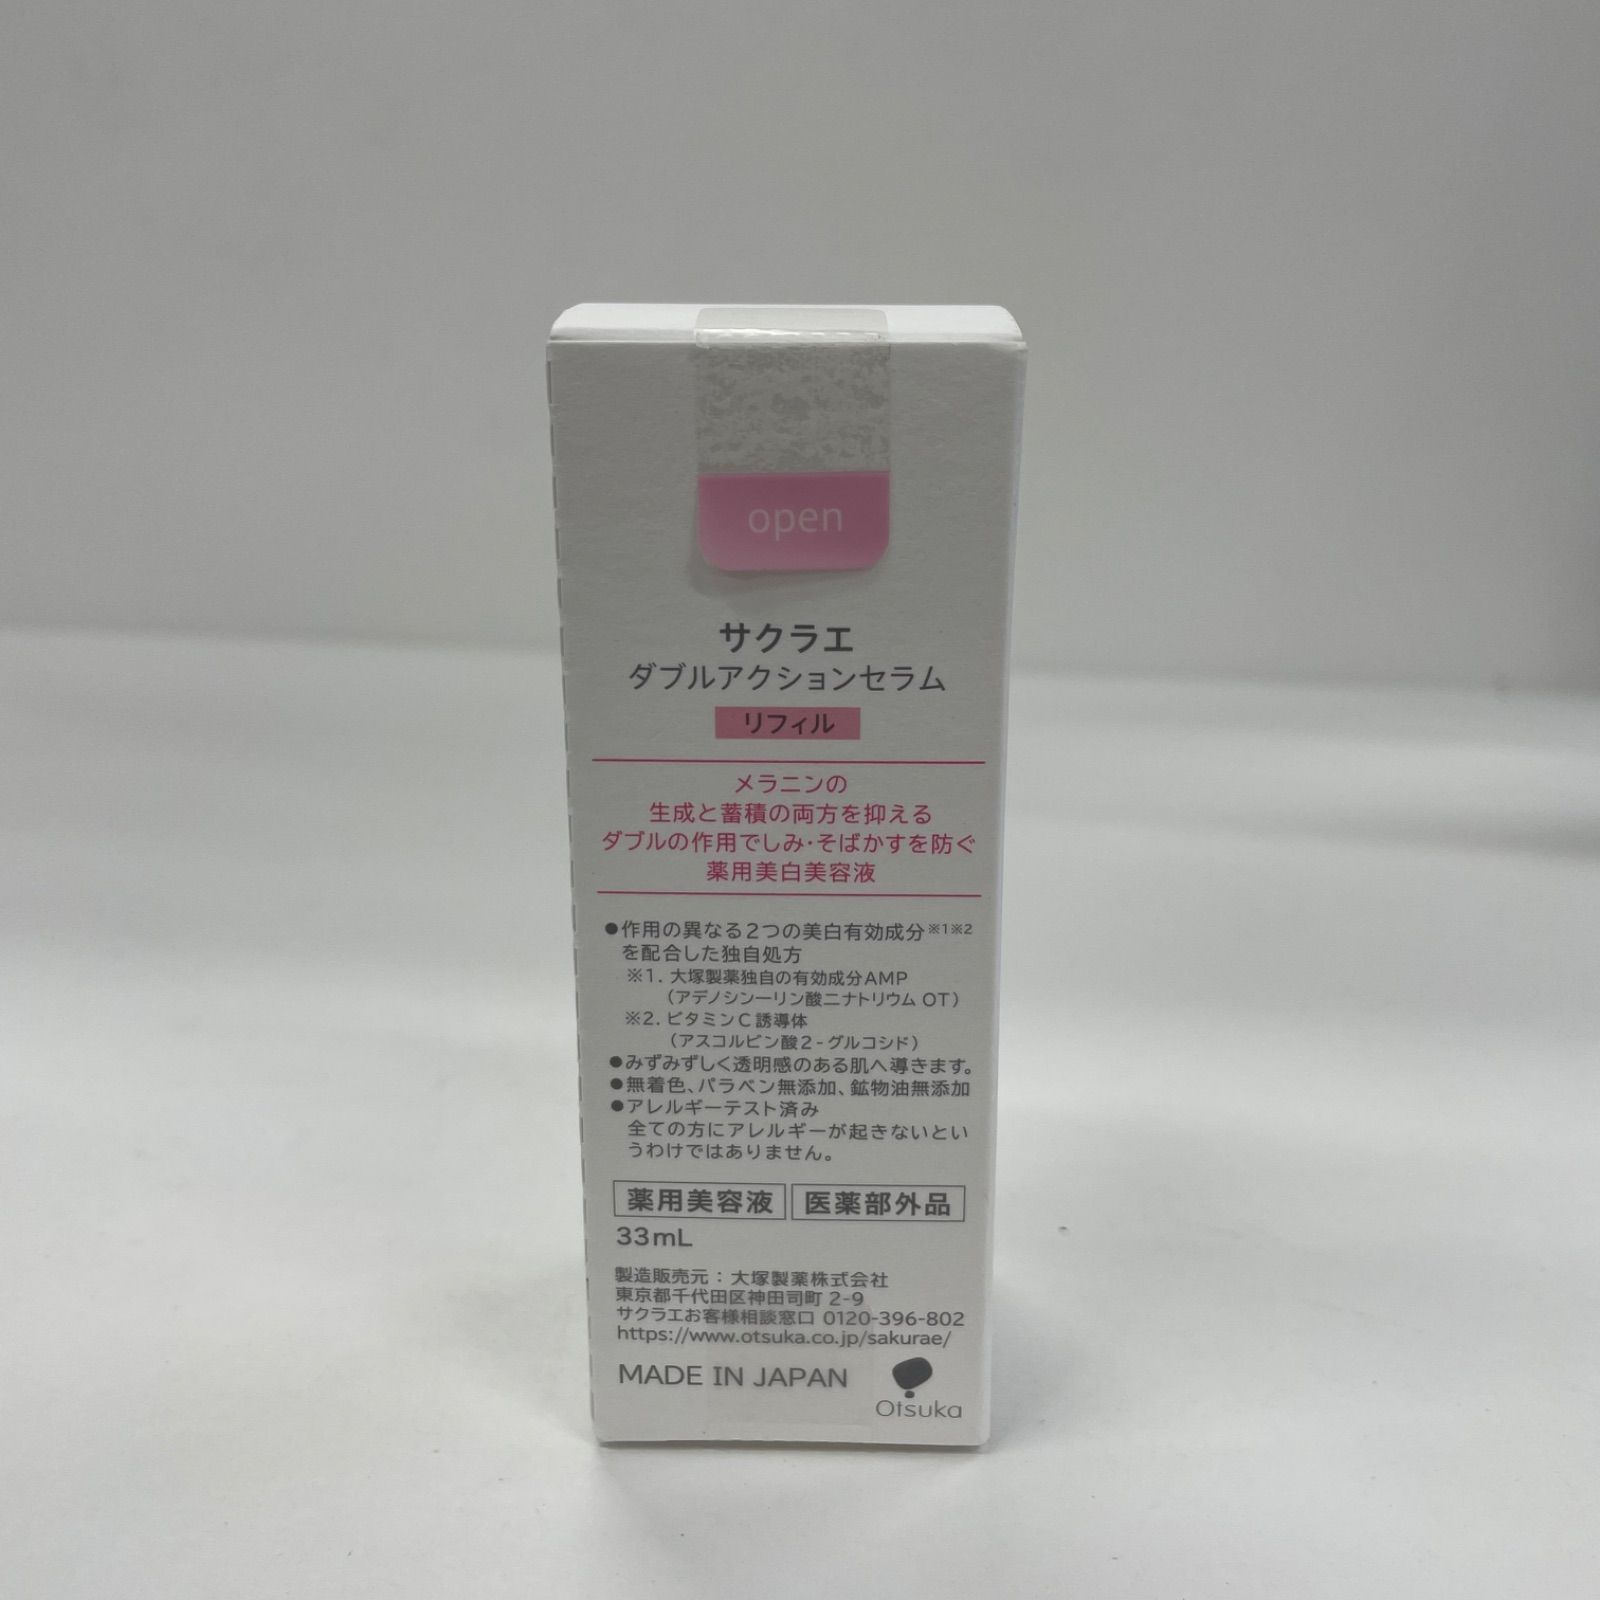 open
サクラエ
ダブルアクションセラム
リフィル
メラニンの
生成と蓄積の両方を抑える
ダブルの作用でしみ・そばかすを防ぐ
薬用美白美容液
●作用の異なる2つの美白有効成分※1※2
を配合した独自処方
※1. 大塚製薬独自の有効成分AMP
(アデノシン一リン酸二ナトリウム OT)
※2. ビタミンC誘導体
(アスコルビン酸2-グルコシド)
●みずみずしく透明感のある肌へ導きます。
●無着色、パラベン無添加、鉱物油無添加
●アレルギーテスト済み
全ての方にアレルギーが起きないとい
うわけではありません。
薬用美容液 医薬部外品
33mL
製造販売元：大塚製薬株式会社
東京都千代田区神田司町 2-9
サクラエお客様相談窓口 0120-396-802
https://www.otsuka.co.jp/sakurae/
MADE IN JAPAN
Otsuka